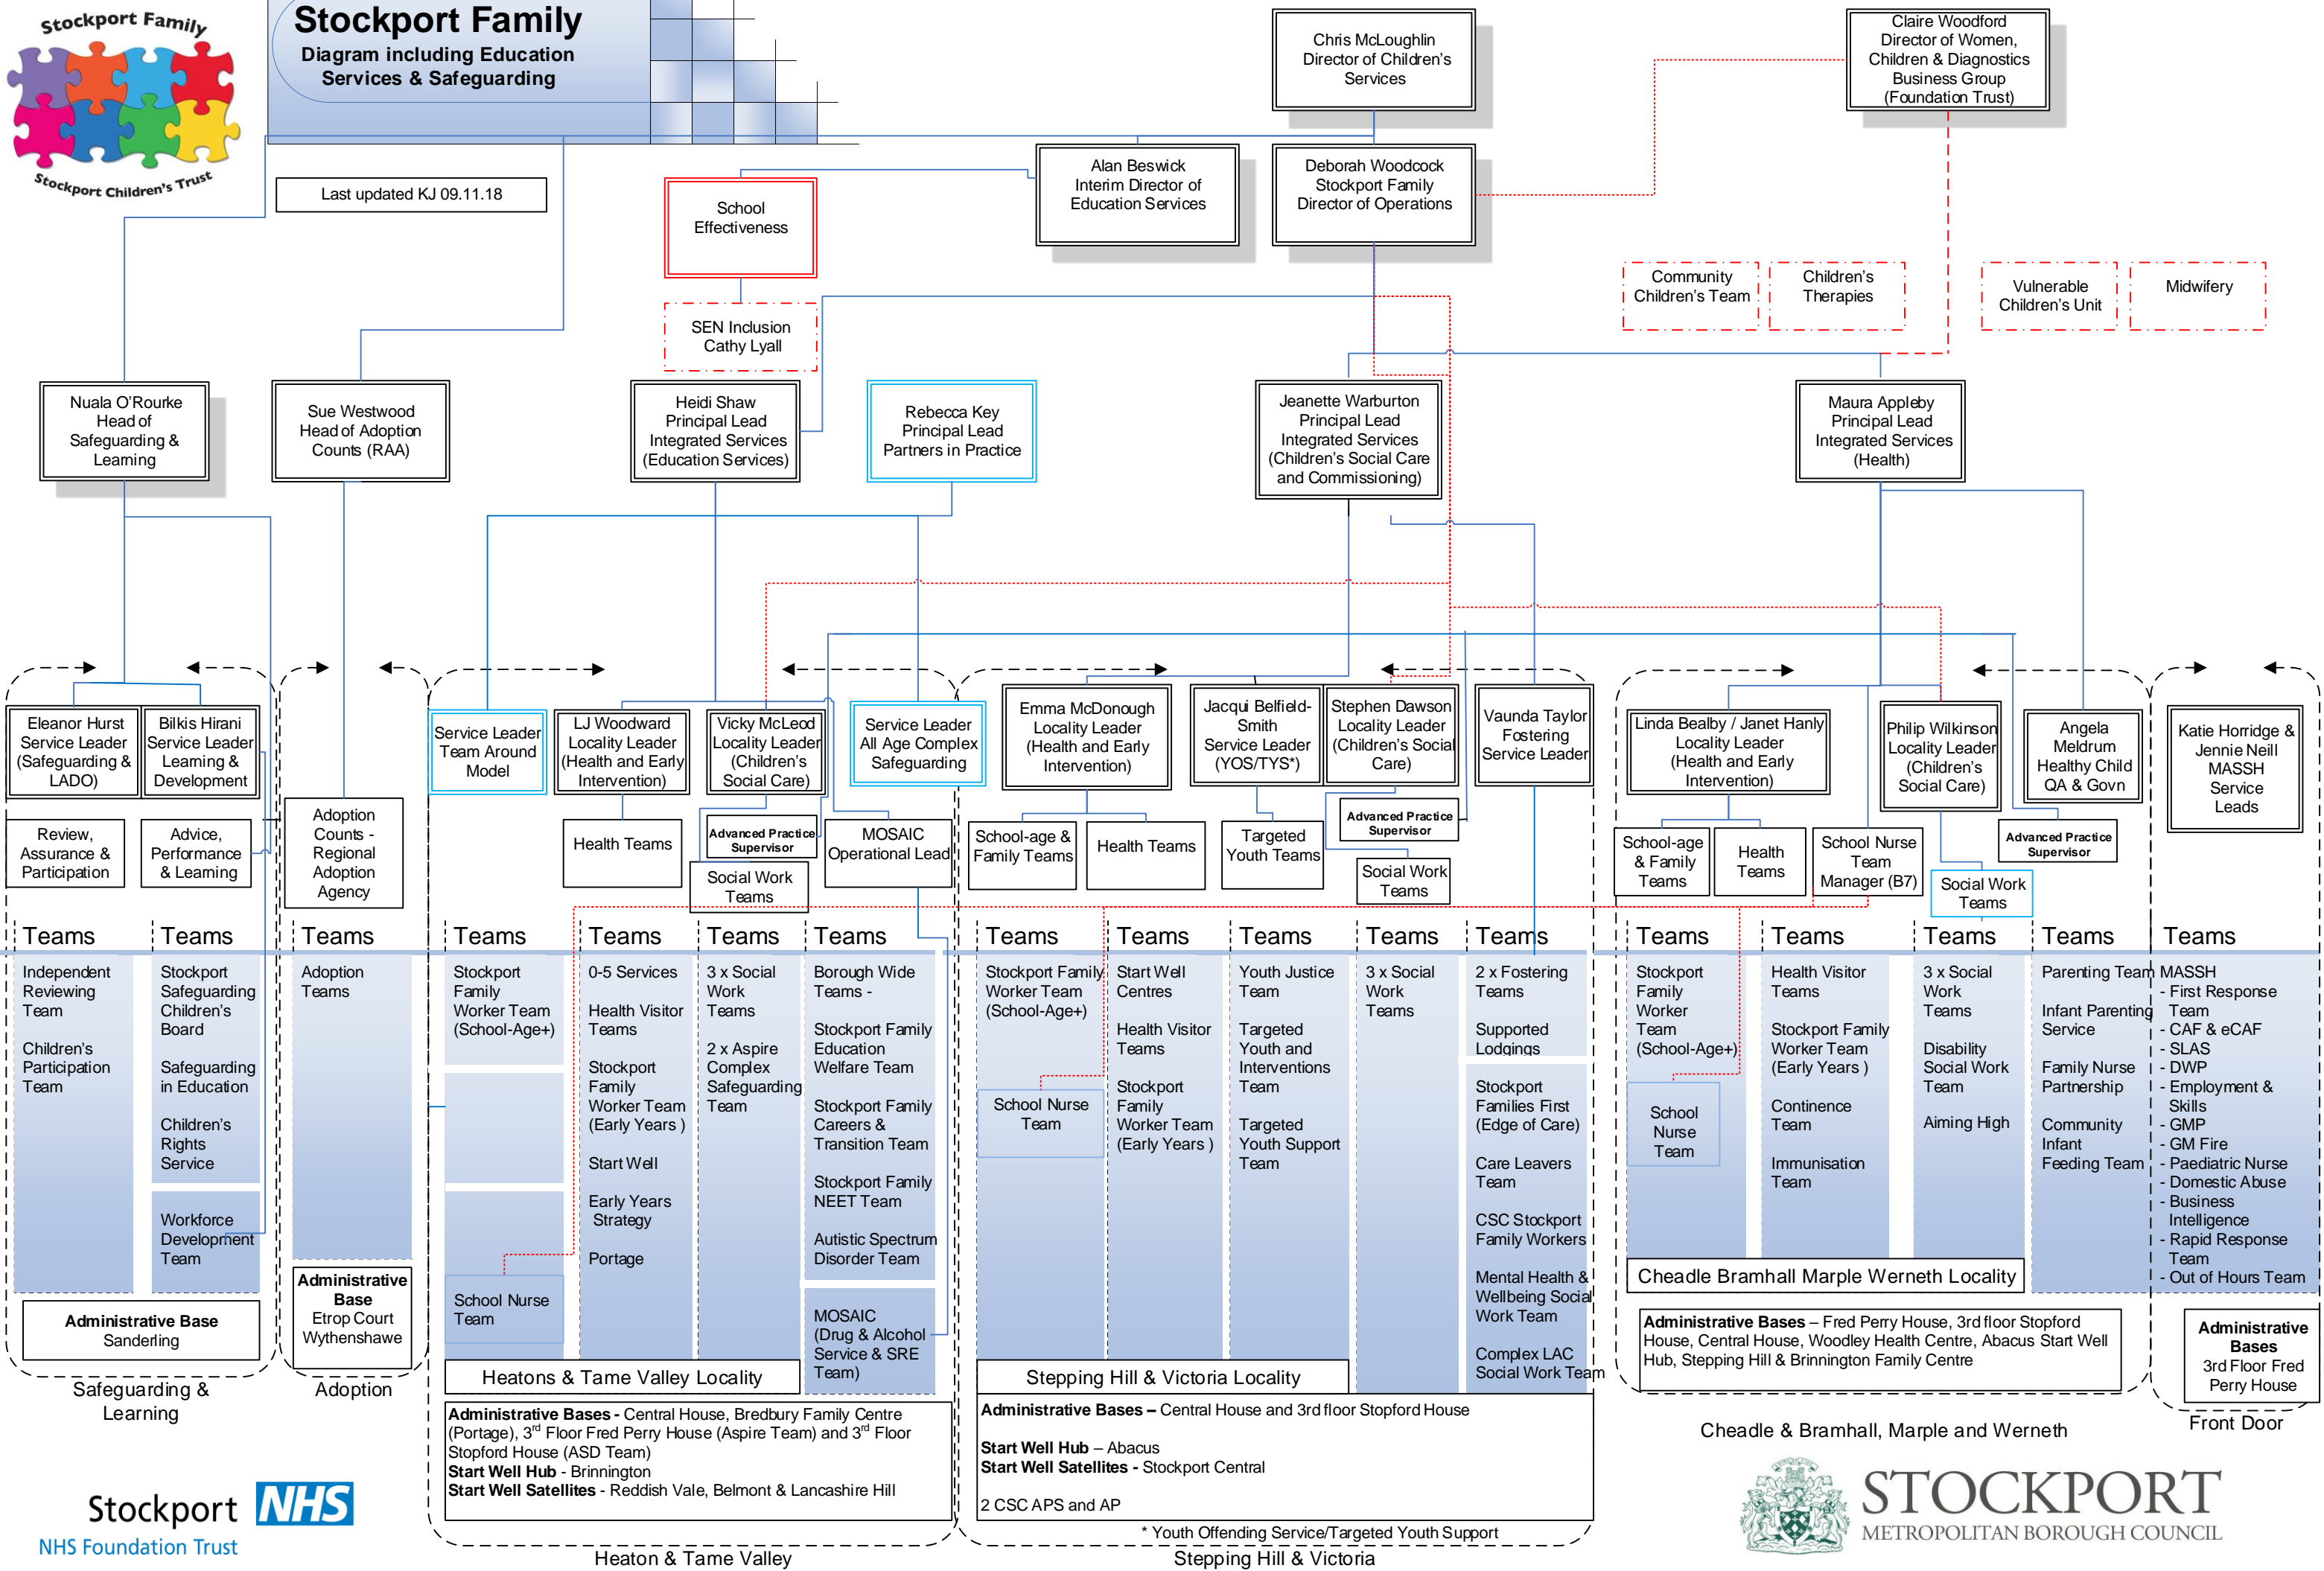 Stockport Family
Stockport Children's Trust
Stockport Family
Diagram including Education
Services & Safeguarding
Last updated KJ 09.11.18
Chris McLoughlin
Director of Children's
Services
Claire Woodford
Director of Women,
Children & Diagnostics
Business Group
(Foundation Trust)
Alan Beswick
Interim Director of
Education Services
Deborah Woodcock
Stockport Family
Director of Operations
School
Effectiveness
SEN Inclusion
Cathy Lyall
Community
Children's Team
Children's
Therapies
Vulnerable
Children's Unit
Midwifery
Nuala O'Rourke
Head of
Safeguarding &
Learning
Sue Westwood
Head of Adoption
Counts (RAA)
Heidi Shaw
Principal Lead
Integrated Services
(Education Services)
Rebecca Key
Principal Lead
Partners in Practice
Jeanette Warburton
Principal Lead
Integrated Services
(Children's Social Care
and Commissioning)
Maura Appleby
Principal Lead
Integrated Services
(Health)
Eleanor Hurst
Service Leader
(Safeguarding &
LADO)
Bilkis Hirani
Service Leader
Learning &
Development
Service Leader
Team Around
Model
LJ Woodward
Locality Leader
(Health and Early
Intervention)
Vicky McLeod
Locality Leader
(Children's
Social Care)
Service Leader
All Age Complex
Safeguarding
Emma McDonough
Locality Leader
(Health and Early
Intervention)
Jacqui Belfield-
Smith
Service Leader
(YOS/TYS*)
Stephen Dawson
Locality Leader
(Children's Social
Care)
Vaunda Taylor
Fostering
Service Leader
Linda Bealby / Janet Hanly
Locality Leader
(Health and Early
Intervention)
Philip Wilkinson
Locality Leader
(Children's
Social Care)
Angela
Meldrum
Healthy Child
QA & Govn
Katie Horridge &
Jennie Neill
MASSH
Service
Leads
Review,
Assurance &
Participation
Advice,
Performance
& Learning
Adoption
Counts -
Regional
Adoption
Agency
Health Teams
Advanced Practice
Supervisor
Social Work
Teams
MOSAIC
Operational Lead
School-age &
Family Teams
Health Teams
Targeted
Youth Teams
Advanced Practice
Supervisor
Social Work
Teams
School-age
& Family
Teams
Health
Teams
School Nurse
Team
Manager (B7)
Social Work
Teams
Advanced Practice
Supervisor
Teams
Independent
Reviewing
Team
Children's
Participation
Team
Teams
Stockport
Safeguarding
Children's
Board
Safeguarding
in Education
Children's
Rights
Service
Workforce
Development
Team
Administrative Base
Sanderling
Safeguarding &
Learning
Teams
Adoption
Teams
Administrative
Base
Etrop Court
Wythenshawe
Adoption
Teams
Stockport
Family
Worker Team
(School-Age+)
School Nurse
Team
Teams
0-5 Services
Health Visitor
Teams
Stockport
Family
Worker Team
(Early Years )
Start Well
Early Years
Strategy
Portage
Teams
3 x Social
Work
Teams
2 x Aspire
Complex
Safeguarding
Team
Teams
Borough Wide
Teams -
Stockport Family
Education
Welfare Team
Stockport Family
Careers &
Transition Team
Stockport Family
NEET Team
Autistic Spectrum
Disorder Team
MOSAIC
(Drug & Alcohol
Service & SRE
Team)
Heatons & Tame Valley Locality
Administrative Bases - Central House, Bredbury Family Centre
(Portage), 3rd Floor Fred Perry House (Aspire Team) and 3rd Floor
Stopford House (ASD Team)
Start Well Hub - Brinnington
Start Well Satellites - Reddish Vale, Belmont & Lancashire Hill
Heaton & Tame Valley
Teams
Stockport Family
Worker Team
(School-Age+)
School Nurse
Team
Teams
Start Well
Centres
Health Visitor
Teams
Stockport
Family
Worker Team
(Early Years )
Teams
Youth Justice
Team
Targeted
Youth and
Interventions
Team
Targeted
Youth Support
Team
Teams
3 x Social
Work
Teams
Teams
2 x Fostering
Teams
Supported
Lodgings
Stockport
Families First
(Edge of Care)
Care Leavers
Team
CSC Stockport
Family Workers
Mental Health &
Wellbeing Social
Work Team
Complex LAC
Social Work Team
Stepping Hill & Victoria Locality
Administrative Bases – Central House and 3rd floor Stopford House
Start Well Hub – Abacus
Start Well Satellites - Stockport Central
2 CSC APS and AP
* Youth Offending Service/Targeted Youth Support
Stepping Hill & Victoria
Teams
Stockport
Family
Worker
Team
(School-Age+)
School
Nurse
Team
Teams
Health Visitor
Teams
Stockport Family
Worker Team
(Early Years )
Continence
Team
Immunisation
Team
Teams
3 x Social
Work
Teams
Disability
Social Work
Team
Aiming High
Teams
Parenting Team
Infant Parenting
Service
Family Nurse
Partnership
Community
Infant
Feeding Team
Cheadle Bramhall Marple Werneth Locality
Administrative Bases – Fred Perry House, 3rd floor Stopford
House, Central House, Woodley Health Centre, Abacus Start Well
Hub, Stepping Hill & Brinnington Family Centre
Cheadle & Bramhall, Marple and Werneth
Teams
MASSH
- First Response
Team
- CAF & eCAF
- SLAS
- DWP
- Employment &
Skills
- GMP
- GM Fire
- Paediatric Nurse
- Domestic Abuse
- Business
Intelligence
- Rapid Response
Team
- Out of Hours Team
Administrative
Bases
3rd Floor Fred
Perry House
Front Door
Stockport NHS
NHS Foundation Trust
STOCKPORT
METROPOLITAN BOROUGH COUNCIL